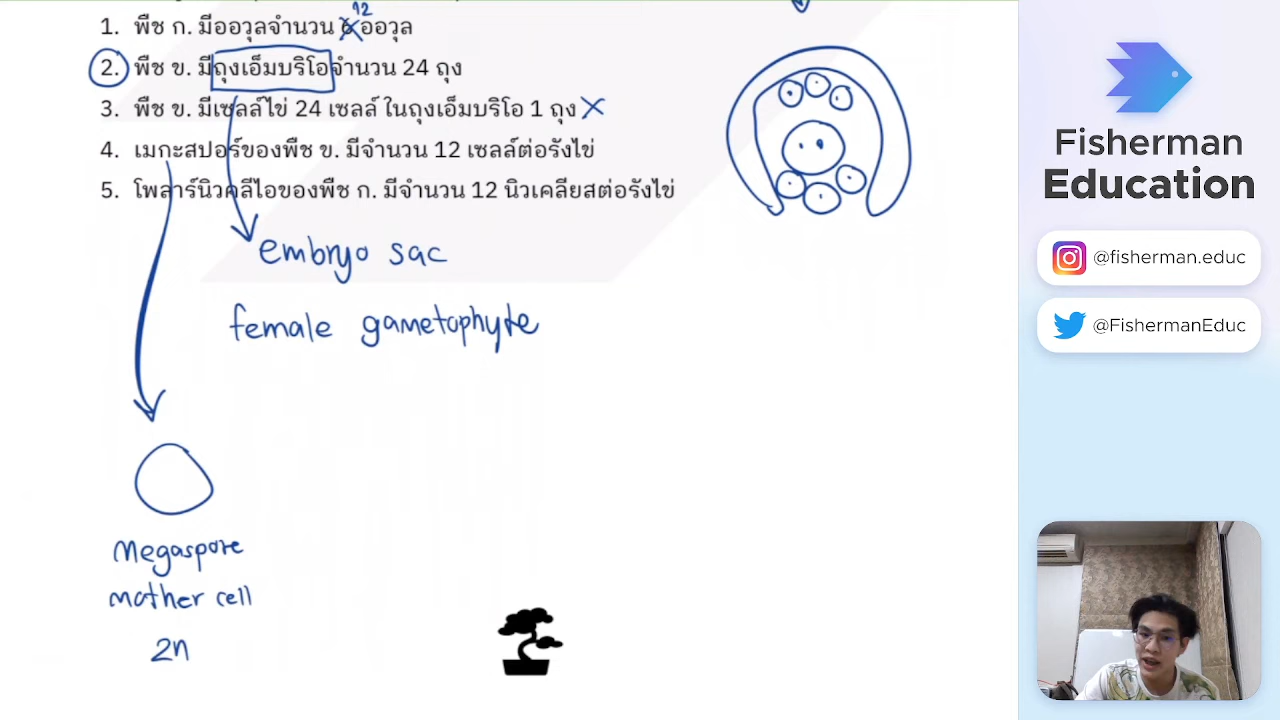 12
1. พืช ก. มีออวุลจำนวน 6 ออวุล
2. พืช ข. มีถุงเอ็มบริโอจำนวน 24 ถุง
3. พืช ข. มีเซลล์ไข่ 24 เซลล์ ในถุงเอ็มบริโอ 1 ถุง X
4. เมกะสปอร์ของพืช ข. มีจำนวน 12 เซลล์ต่อรังไข่
5. โพลาร์นิวคลีไอของพืช ก. มีจำนวน 12 นิวเคลียสต่อรังไข่
embryo sac
female gametophyte
Megaspore
mother cell
2n
Fisherman
Education
@fisherman.educ
@FishermanEduc